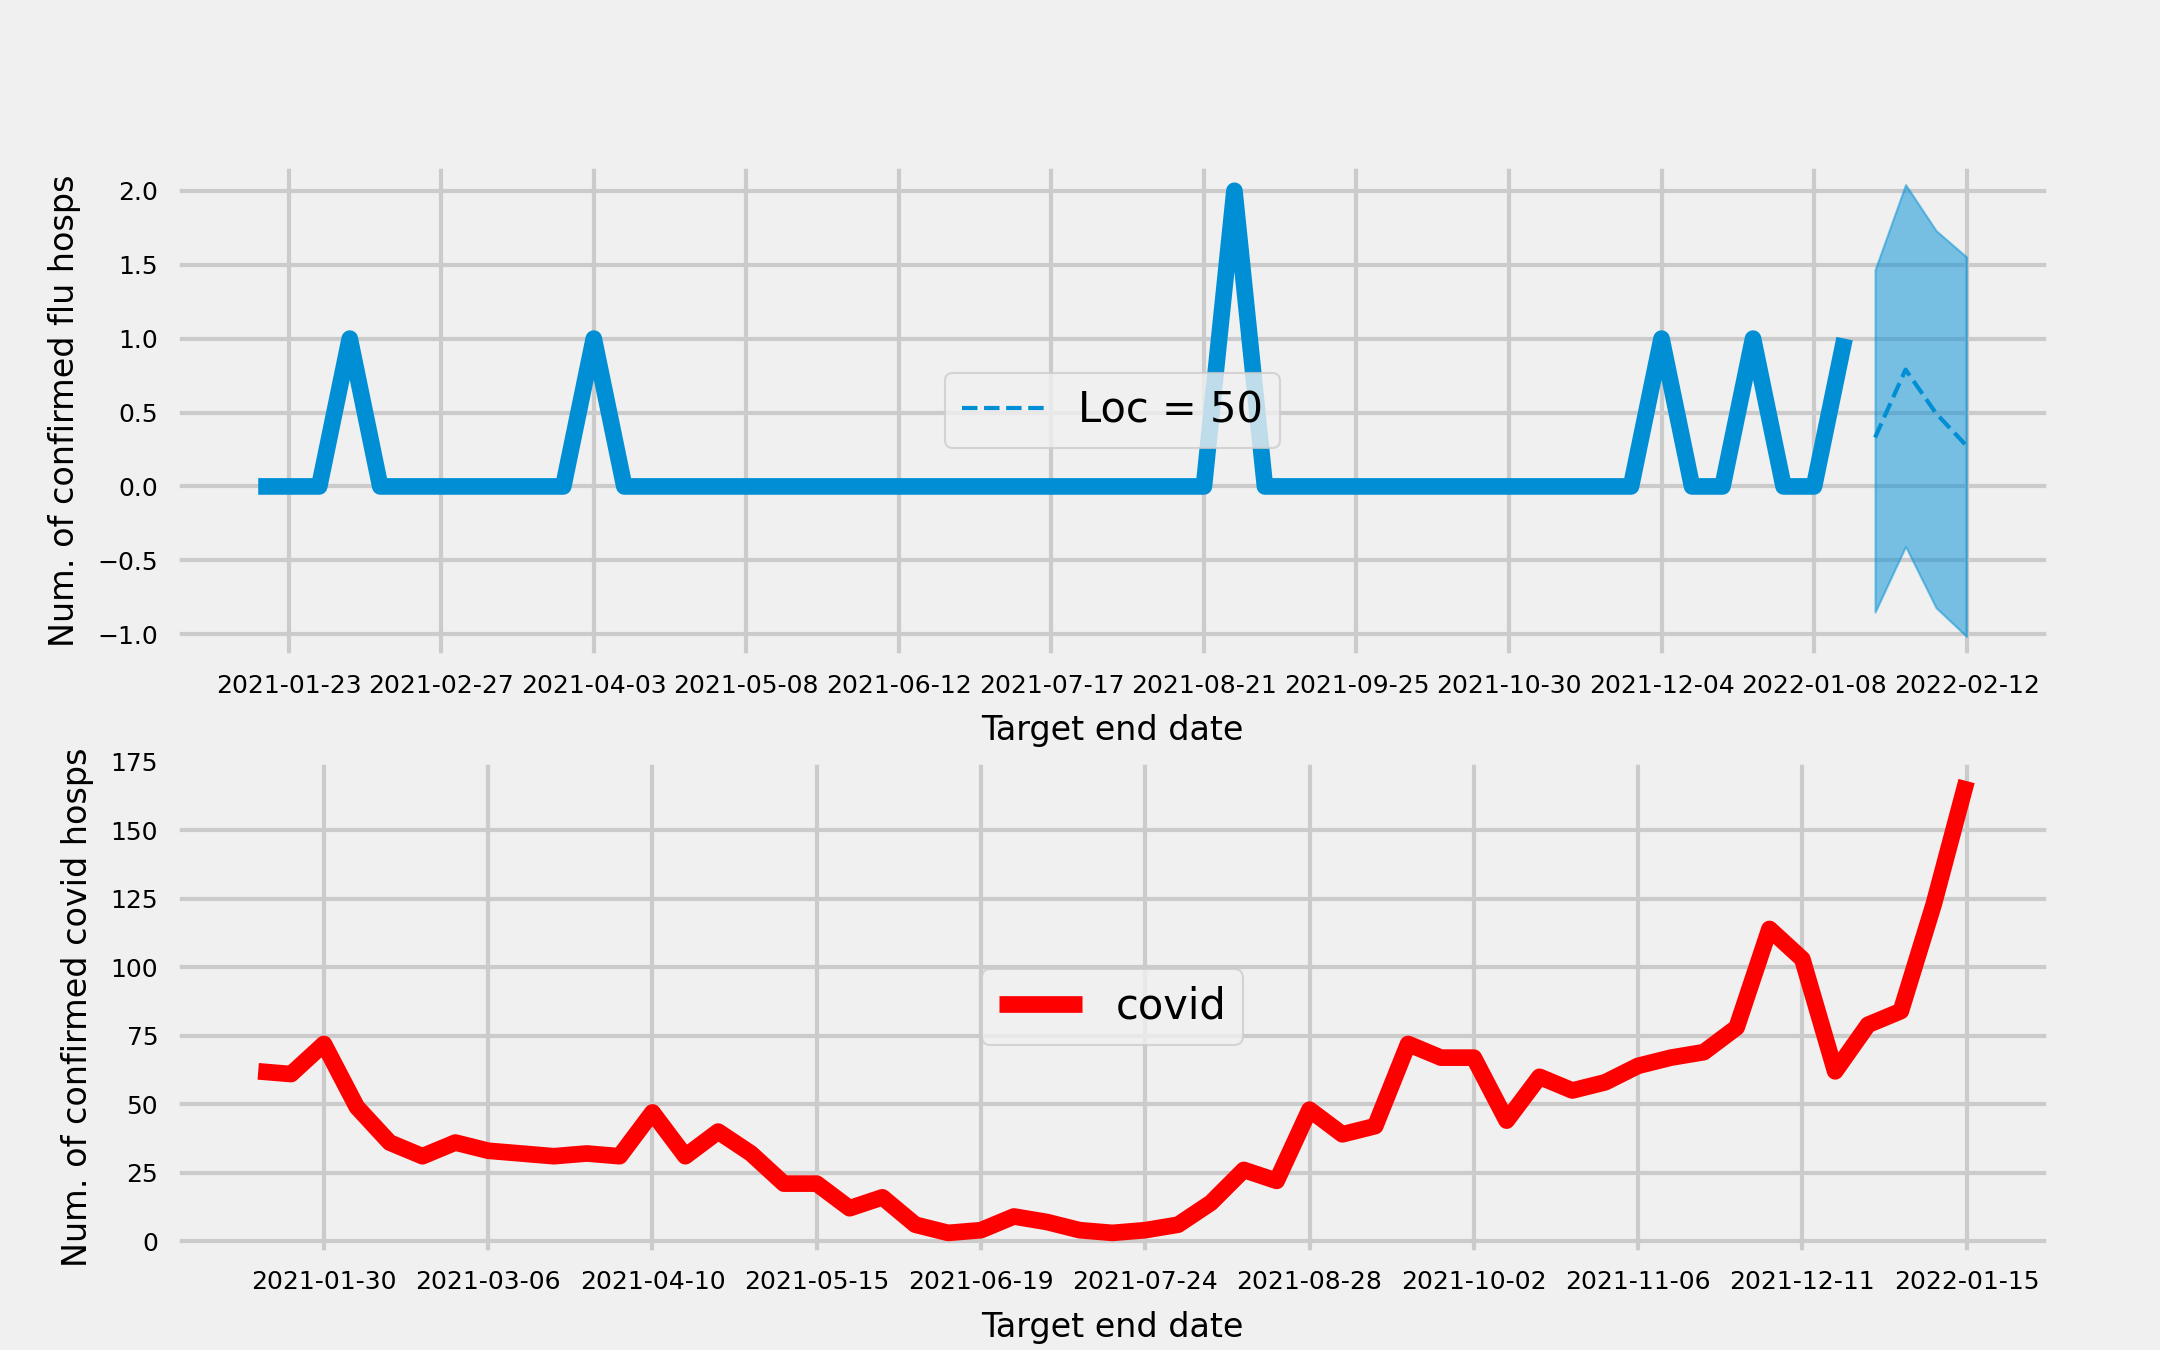 Num. of confirmed flu hosps
2.0
1.5
1.0
0.5
0.0
−0.5
−1.0
Loc = 50
2021-01-23 2021-02-27 2021-04-03 2021-05-08 2021-06-12 2021-07-17 2021-08-21 2021-09-25 2021-10-30 2021-12-04 2022-01-08 2022-02-12
Target end date
Num. of confirmed covid hosps
175
150
125
100
75
50
25
0
covid
2021-01-30 2021-03-06 2021-04-10 2021-05-15 2021-06-19 2021-07-24 2021-08-28 2021-10-02 2021-11-06 2021-12-11 2022-01-15
Target end date